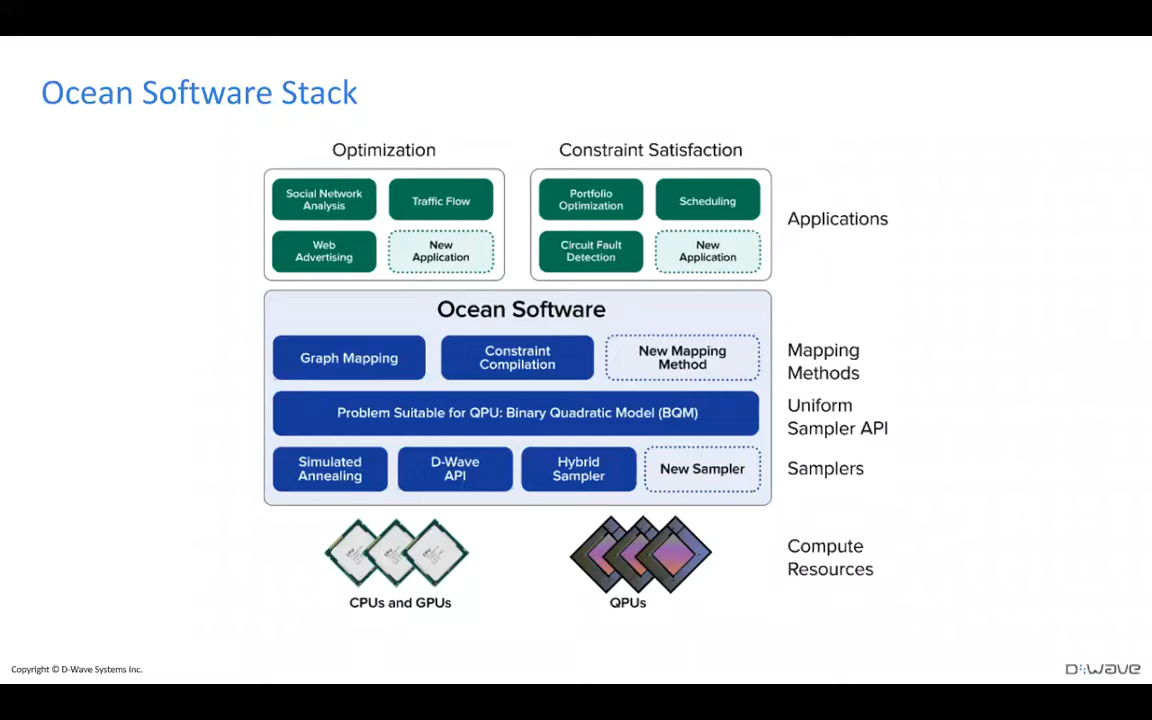 Ocean Software Stack
Optimization
Constraint Satisfaction
Social Network
Analysis
Traffic Flow
Portfolio
Optimization
Scheduling
Applications
Web
Advertising
New
Application
Circuit Fault
Detection
New
Application
Ocean Software
Graph Mapping
Constraint
Compilation
New Mapping
Method
Mapping
Methods
Problem Suitable for QPU: Binary Quadratic Model (BQM)
Uniform
Sampler API
Simulated
Annealing
D-Wave
API
Hybrid
Sampler
New Sampler
Samplers
Compute
Resources
CPUs and GPUs
QPUs
Copyright © D-Wave Systems Inc.
D:WAVE